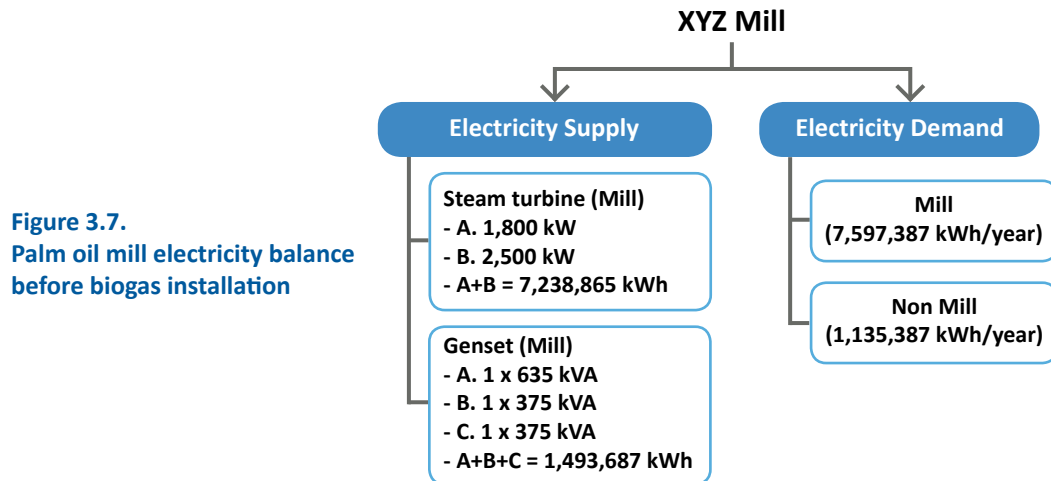 XYZ Mill
Electricity Supply
Electricity Demand
Steam turbine (Mill)
- A. 1,800 kW
- B. 2,500 kW
- A+B = 7,238,865 kWh
Genset (Mill)
- A. 1 x 635 kVA
- B. 1 x 375 kVA
- C. 1 x 375 kVA
- A+B+C = 1,493,687 kWh
Mill
(7,597,387 kWh/year)
Non Mill
(1,135,387 kWh/year)
Figure 3.7.
Palm oil mill electricity balance
before biogas installation